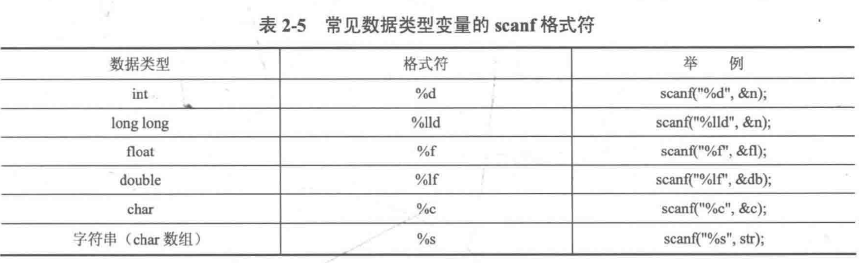 表 2-5 常见数据类型变量的 scanf 格式符
数据类型 格式符 举 例
int %d scanf("%d", &n);
long long %lld scanf("%lld", &n);
float %f scanf("%f", &fl);
double %lf scanf("%lf", &db);
char %c scanf("%c", &c);
字符串（char 数组） %s scanf("%s", str);